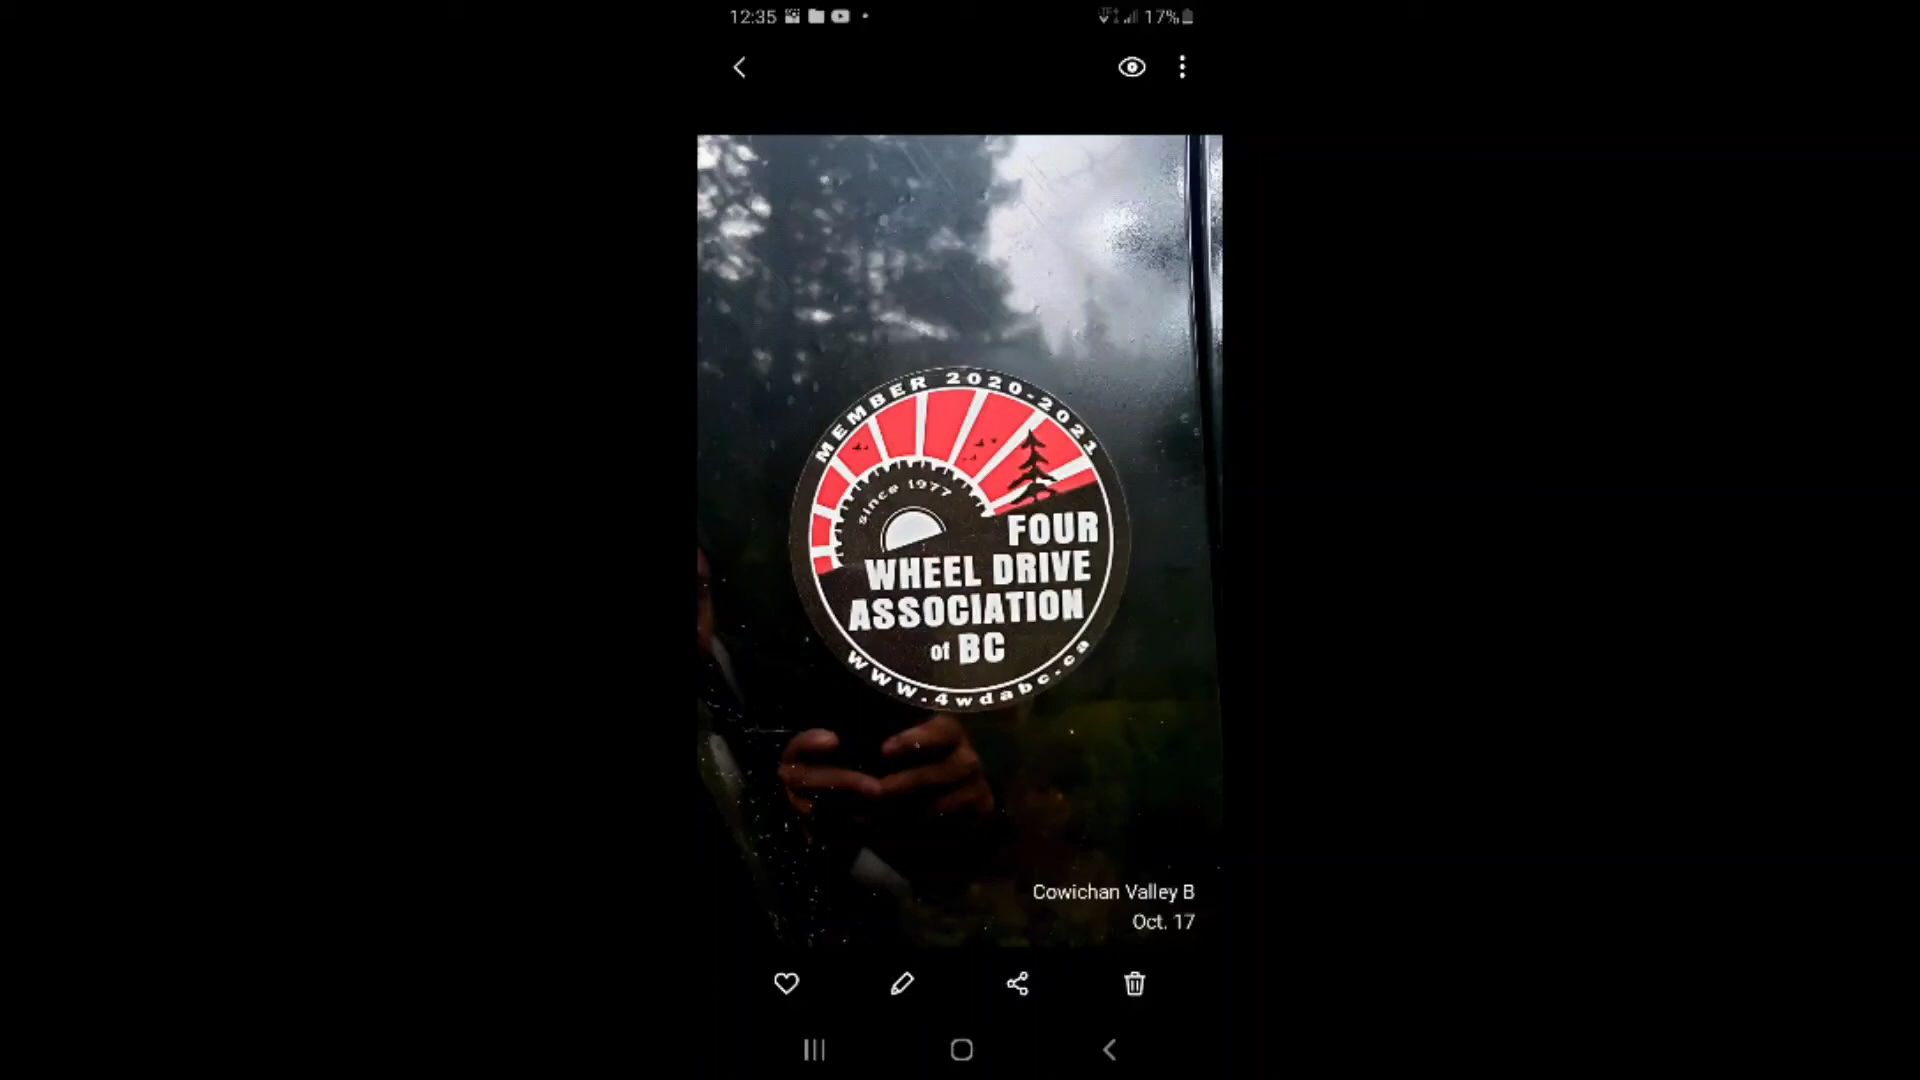 12:35
17%
MEMBER 2020-2021
since 1977
FOUR
WHEEL DRIVE
ASSOCIATION
of BC
www.4wdabc.ca
Cowichan Valley B
Oct. 17